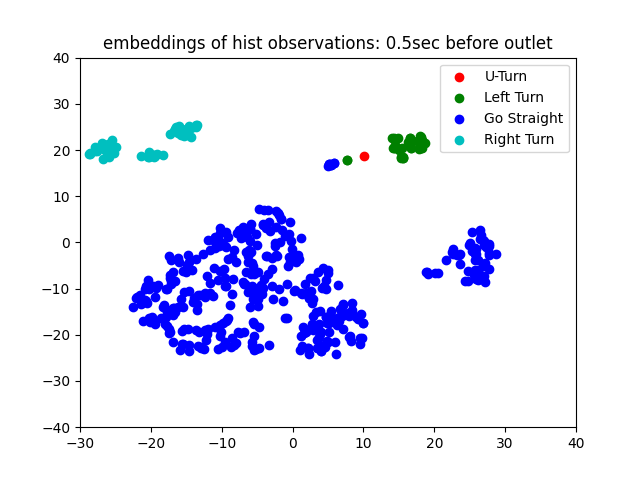 embeddings of hist observations: 0.5sec before outlet
U-Turn
Left Turn
Go Straight
Right Turn
40
30
20
10
0
−10
−20
−30
−40
−30 −20 −10 0 10 20 30 40